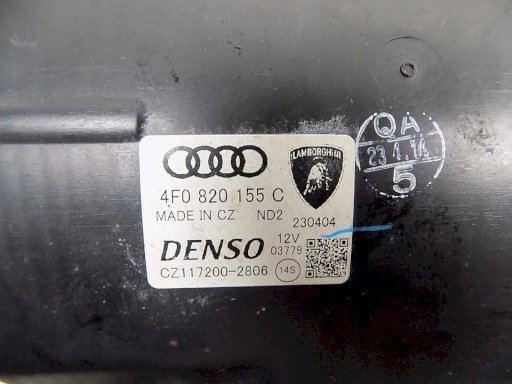 LAMBORGHINI
4F0 820 155 C
MADE IN CZ ND2 230404
DENSO 12V
03779
CZ117200-2806 14S
QA
23.1.14
5